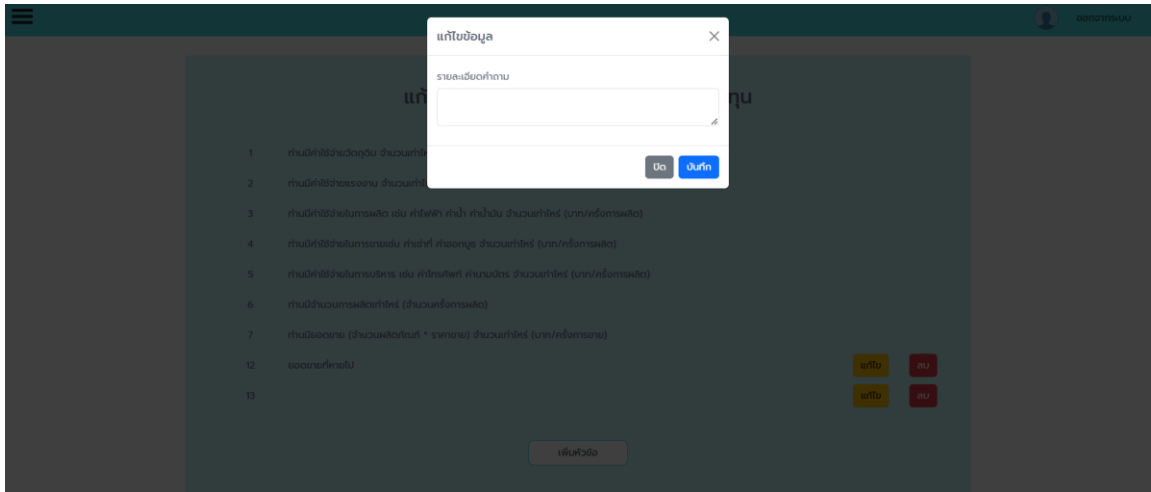 ออกจากระบบ
แก้ไขข้อมูล
รายละเอียดคำถาม
ปิด
บันทึก
แก้
ทุน
1 ท่านมีค่าใช้จ่ายวัตถุดิบ จำนวนเท่าไห
2 ท่านมีค่าใช้จ่ายแรงงาน จำนวนเท่าไ
3 ท่านมีค่าใช้จ่ายในการผลิต เช่น ค่าไฟฟ้า ค่าน้ำ ค่าน้ำมัน จำนวนเท่าไหร่ (บาท/ครั้งการผลิต)
4 ท่านมีค่าใช้จ่ายในการขายเช่น ค่าเช่าที่ ค่าออกบูธ จำนวนเท่าไหร่ (บาท/ครั้งการผลิต)
5 ท่านมีค่าใช้จ่ายในการบริหาร เช่น ค่าโทรศัพท์ ค่านามบัตร จำนวนเท่าไหร่ (บาท/ครั้งการผลิต)
6 ท่านมีจำนวนการผลิตเท่าไหร่ (จำนวนครั้งการผลิต)
7 ท่านมียอดขาย (จำนวนผลิตภัณฑ์ * ราคาขาย) จำนวนเท่าไหร่ (บาท/ครั้งการขาย)
12 ยอดขายที่หายไป แก้ไข ลบ
13 แก้ไข ลบ
เพิ่มหัวข้อ